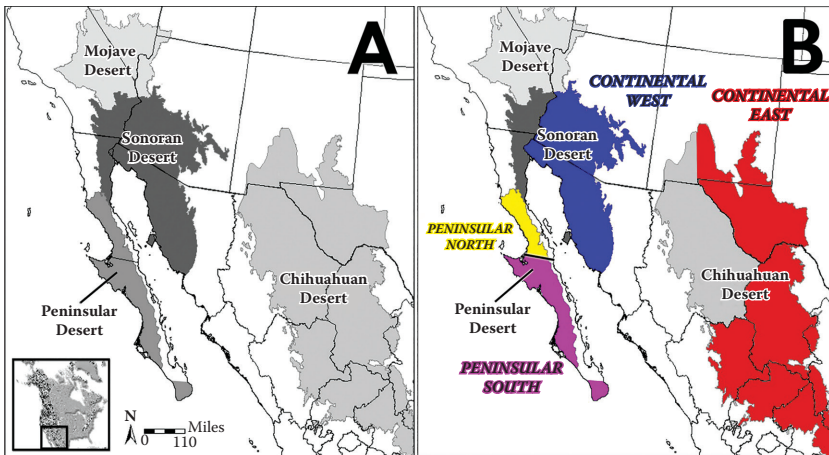 A
Mojave
Desert
Sonoran
Desert
Chihuahuan
Desert
Peninsular
Desert
N
Miles
0 110
B
Mojave
Desert
CONTINENTAL
WEST
CONTINENTAL
EAST
Sonoran
Desert
PENINSULAR
NORTH
Chihuahuan
Desert
Peninsular
Desert
PENINSULAR
SOUTH